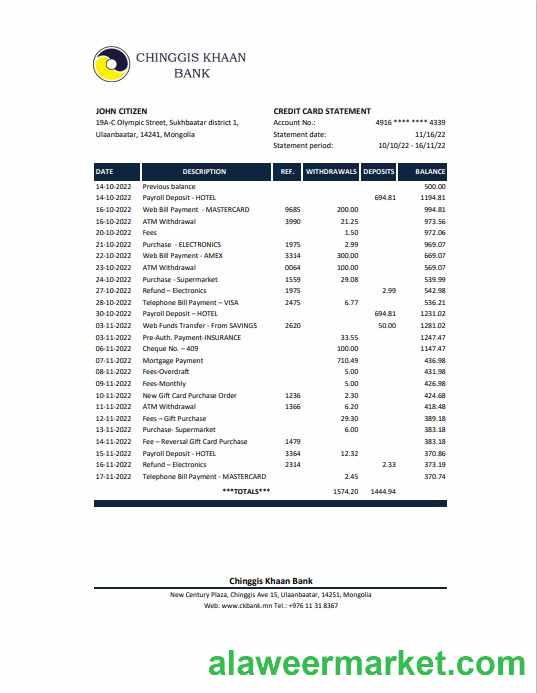 CHINGGIS KHAAN
BANK
JOHN CITIZEN
19A-C Olympic Street, Sukhbaatar district 1,
Ulaanbaatar, 14241, Mongolia
CREDIT CARD STATEMENT
Account No.: 4916 **** **** 4339
Statement date: 11/16/22
Statement period: 10/10/22 - 16/11/22
DATE DESCRIPTION REF. WITHDRAWALS DEPOSITS BALANCE
14-10-2022 Previous balance 500.00
14-10-2022 Payroll Deposit - HOTEL 694.81 1194.81
16-10-2022 Web Bill Payment - MASTERCARD 9685 200.00 994.81
16-10-2022 ATM Withdrawal 3990 21.25 973.56
20-10-2022 Fees 1.50 972.06
21-10-2022 Purchase - ELECTRONICS 1975 2.99 969.07
22-10-2022 Web Bill Payment - AMEX 3314 300.00 669.07
23-10-2022 ATM Withdrawal 0064 100.00 569.07
24-10-2022 Purchase - Supermarket 1559 29.08 539.99
27-10-2022 Refund – Electronics 1975 2.99 542.98
28-10-2022 Telephone Bill Payment – VISA 2475 6.77 536.21
30-10-2022 Payroll Deposit – HOTEL 694.81 1231.02
03-11-2022 Web Funds Transfer - From SAVINGS 2620 50.00 1281.02
03-11-2022 Pre-Auth. Payment-INSURANCE 33.55 1247.47
06-11-2022 Cheque No. – 409 100.00 1147.47
07-11-2022 Mortgage Payment 710.49 436.98
08-11-2022 Fees-Overdraft 5.00 431.98
09-11-2022 Fees-Monthly 5.00 426.98
10-11-2022 New Gift Card Purchase Order 1236 2.30 424.68
11-11-2022 ATM Withdrawal 1366 6.20 418.48
12-11-2022 Fees – Gift Purchase 29.30 389.18
13-11-2022 Purchase- Supermarket 6.00 383.18
14-11-2022 Fee – Reversal Gift Card Purchase 1479 383.18
15-11-2022 Payroll Deposit - HOTEL 3364 12.32 370.86
16-11-2022 Refund – Electronics 2314 2.33 373.19
17-11-2022 Telephone Bill Payment - MASTERCARD 2.45 370.74
***TOTALS*** 1574.20 1444.94
Chinggis Khaan Bank
New Century Plaza, Chinggis Ave 15, Ulaanbaatar, 14251, Mongolia
Web: www.ckbank.mn Tel.: +976 11 31 8367
alaweermarket.com